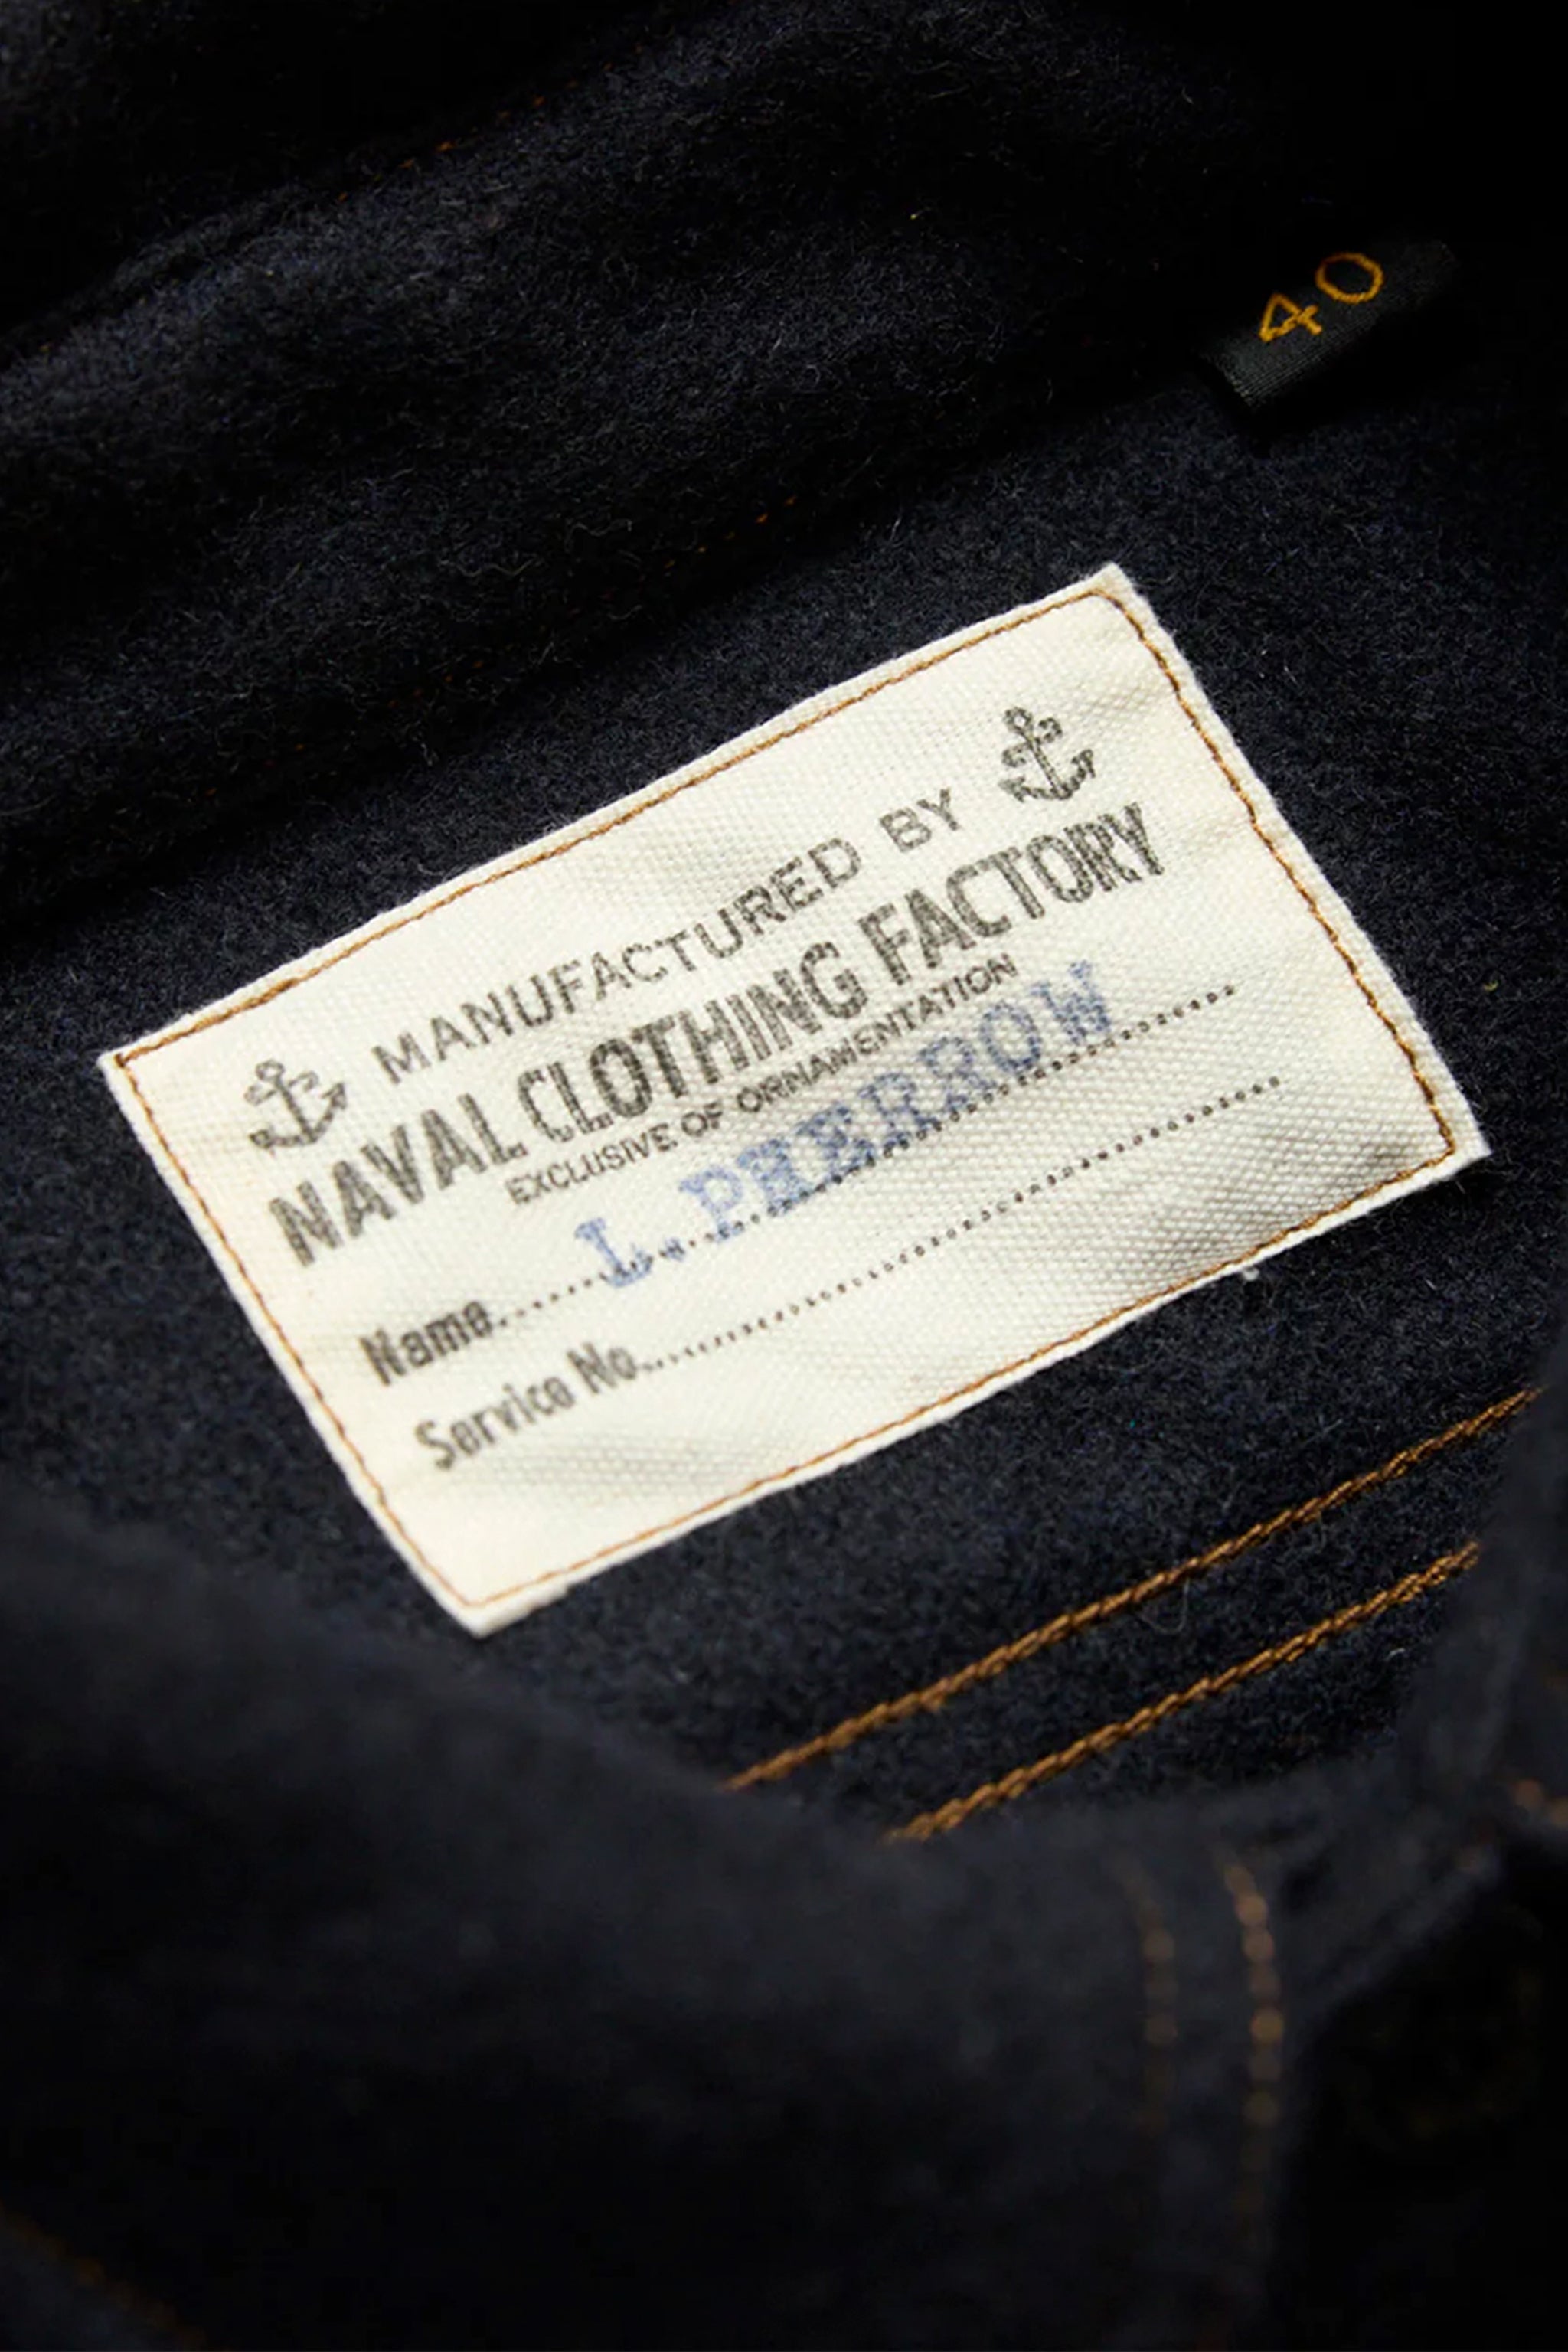 40
MANUFACTURED BY
NAVAL CLOTHING FACTORY
EXCLUSIVE OF ORNAMENTATION
Name......L. PHERROW......
Service No..............................